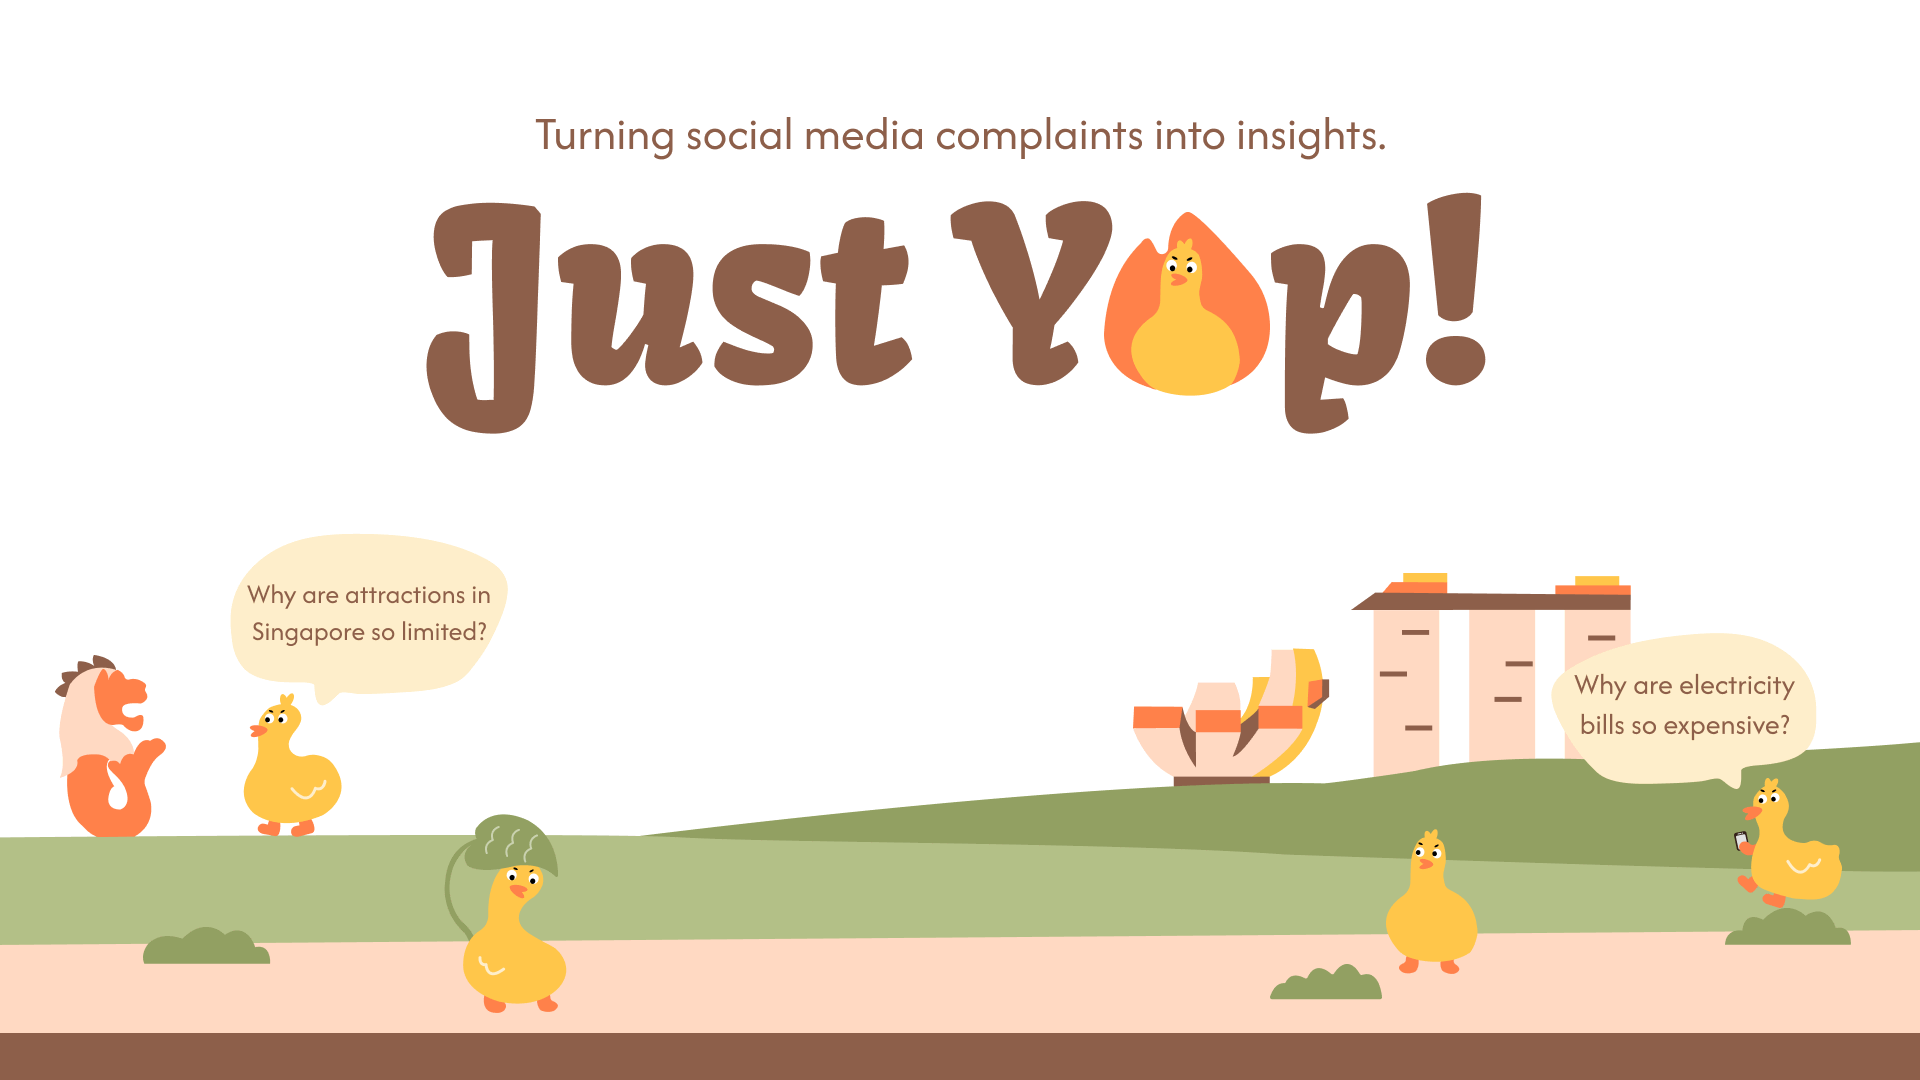 Turning social media complaints into insights.
Just Y p!
Why are attractions in
Singapore so limited?
Why are electricity
bills so expensive?